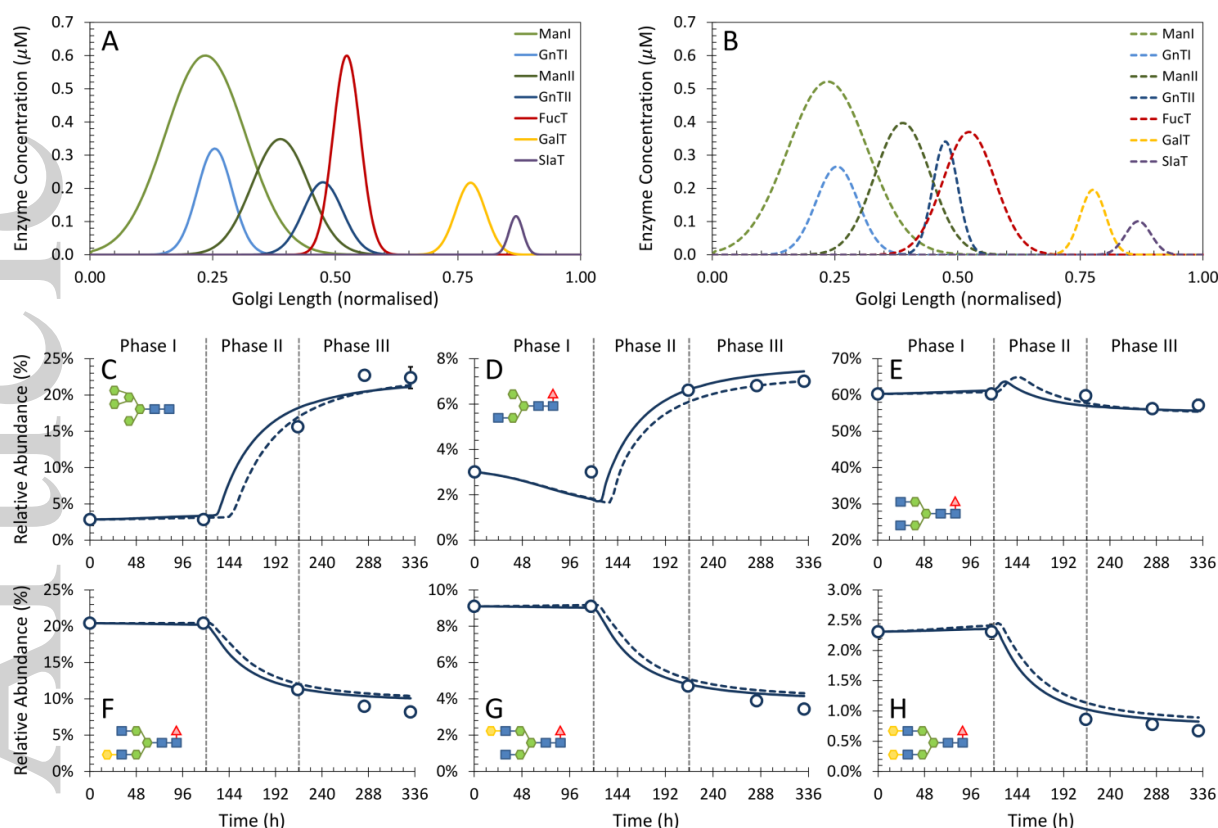 A
Enzyme Concentration (μM)
0.7
0.6
0.5
0.4
0.3
0.2
0.1
0.0
0.00 0.25 0.50 0.75 1.00
Golgi Length (normalised)
ManI
GnTI
ManII
GnTII
FucT
GalT
SIaT
B
Enzyme Concentration (μM)
0.7
0.6
0.5
0.4
0.3
0.2
0.1
0.0
0.00 0.25 0.50 0.75 1.00
Golgi Length (normalised)
ManI
GnTI
ManII
GnTII
FucT
GalT
SIaT
Phase I Phase II Phase III
C
Relative Abundance (%)
25%
20%
15%
10%
5%
0%
0 48 96 144 192 240 288 336
Phase I Phase II Phase III
D
8%
6%
4%
2%
0%
0 48 96 144 192 240 288 336
Phase I Phase II Phase III
E
70%
60%
50%
40%
30%
20%
0 48 96 144 192 240 288 336
F
Relative Abundance (%)
25%
20%
15%
10%
5%
0%
0 48 96 144 192 240 288 336
Time (h)
G
10%
8%
6%
4%
2%
0%
0 48 96 144 192 240 288 336
Time (h)
H
3.0%
2.5%
2.0%
1.5%
1.0%
0.5%
0.0%
0 48 96 144 192 240 288 336
Time (h)